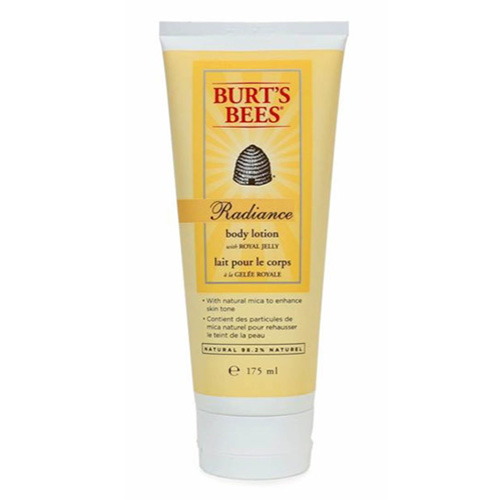 BURT'S
BEES®
Radiance
body lotion
with ROYAL JELLY
lait pour le corps
à la GELÉE ROYALE
• With natural mica to enhance
skin tone
• Contient des particules de
mica naturel pour rehausser
le teint de la peau
NATURAL 98.2% NATUREL
℮ 175 ml